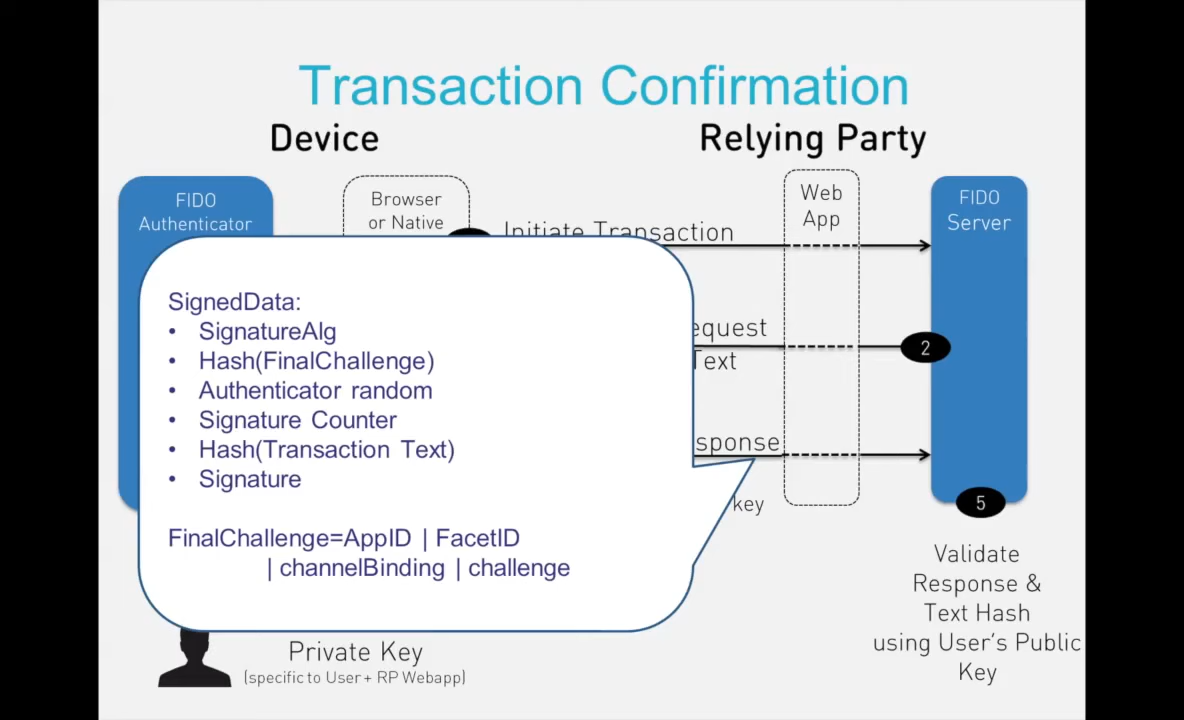 Transaction Confirmation
Device
Relying Party
FIDO
Authenticator
Browser
or Native
Web
App
FIDO
Server
Initiate Transaction
2
Text
key
5
SignedData:
• SignatureAlg
• Hash(FinalChallenge)
• Authenticator random
• Signature Counter
• Hash(Transaction Text)
• Signature
FinalChallenge=AppID | FacetID
| channelBinding | challenge
Validate
Response &
Text Hash
using User's Public
Key
Private Key
(specific to User + RP Webapp)